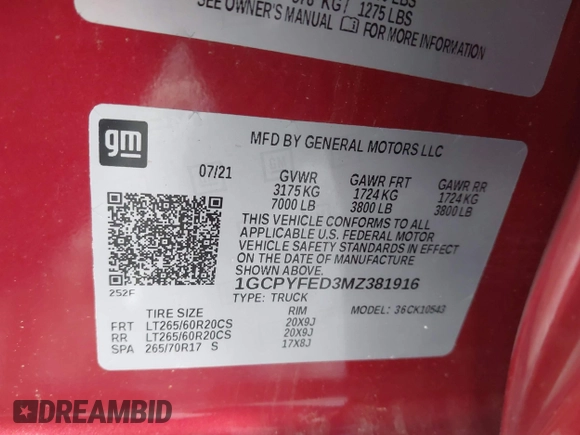 KG/ 1275 LBS
SEE OWNER'S MANUAL FOR MORE INFORMATION
gm
MFD BY GENERAL MOTORS LLC
07/21 GVWR GAWR FRT GAWR RR
3175 KG 1724 KG 1724 KG
7000 LB 3800 LB 3800 LB
THIS VEHICLE CONFORMS TO ALL
APPLICABLE U.S. FEDERAL MOTOR
VEHICLE SAFETY STANDARDS IN EFFECT
ON THE DATE OF MANUFACTURE
SHOWN ABOVE.
252F
1GCPYFED3MZ381916
TYPE: TRUCK MODEL: 36CK10543
TIRE SIZE RIM
FRT LT265/60R20CS 20X9J
RR LT265/60R20CS 20X9J
SPA 265/70R17 S 17X8J
DREAMBID